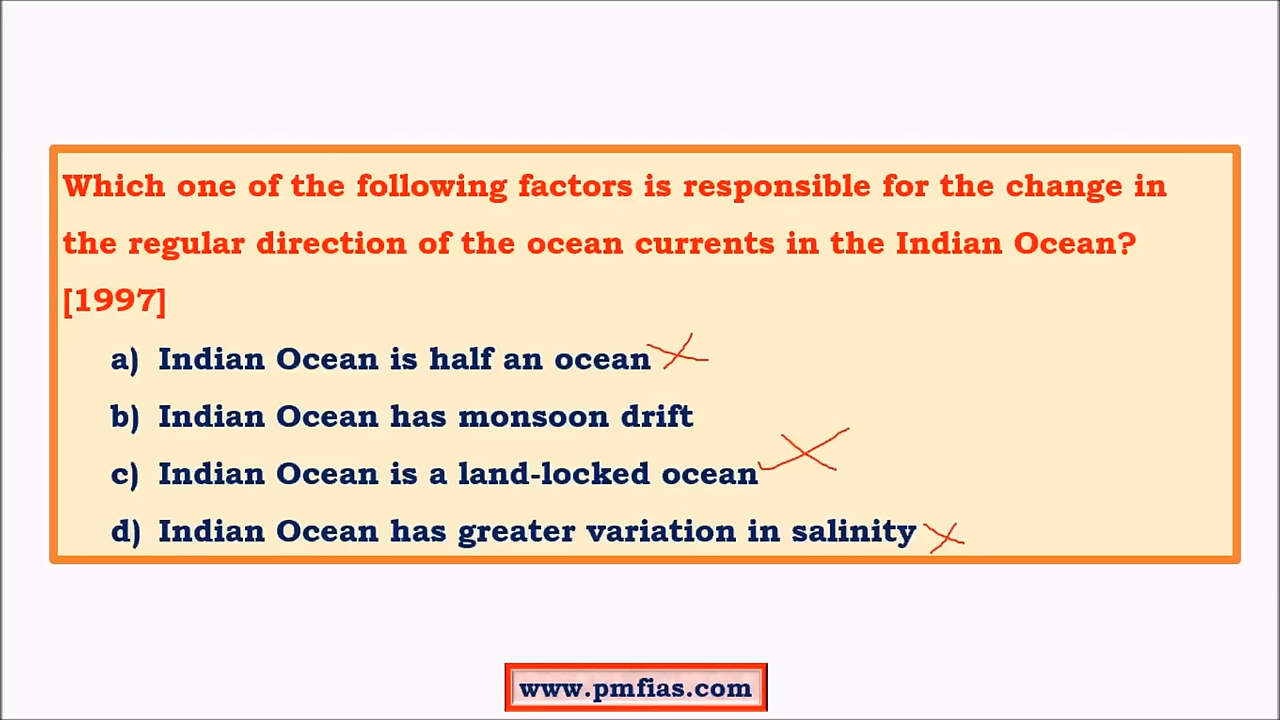 Which one of the following factors is responsible for the change in
the regular direction of the ocean currents in the Indian Ocean?
[1997]
a) Indian Ocean is half an ocean
b) Indian Ocean has monsoon drift
c) Indian Ocean is a land-locked ocean
d) Indian Ocean has greater variation in salinity
www.pmfias.com